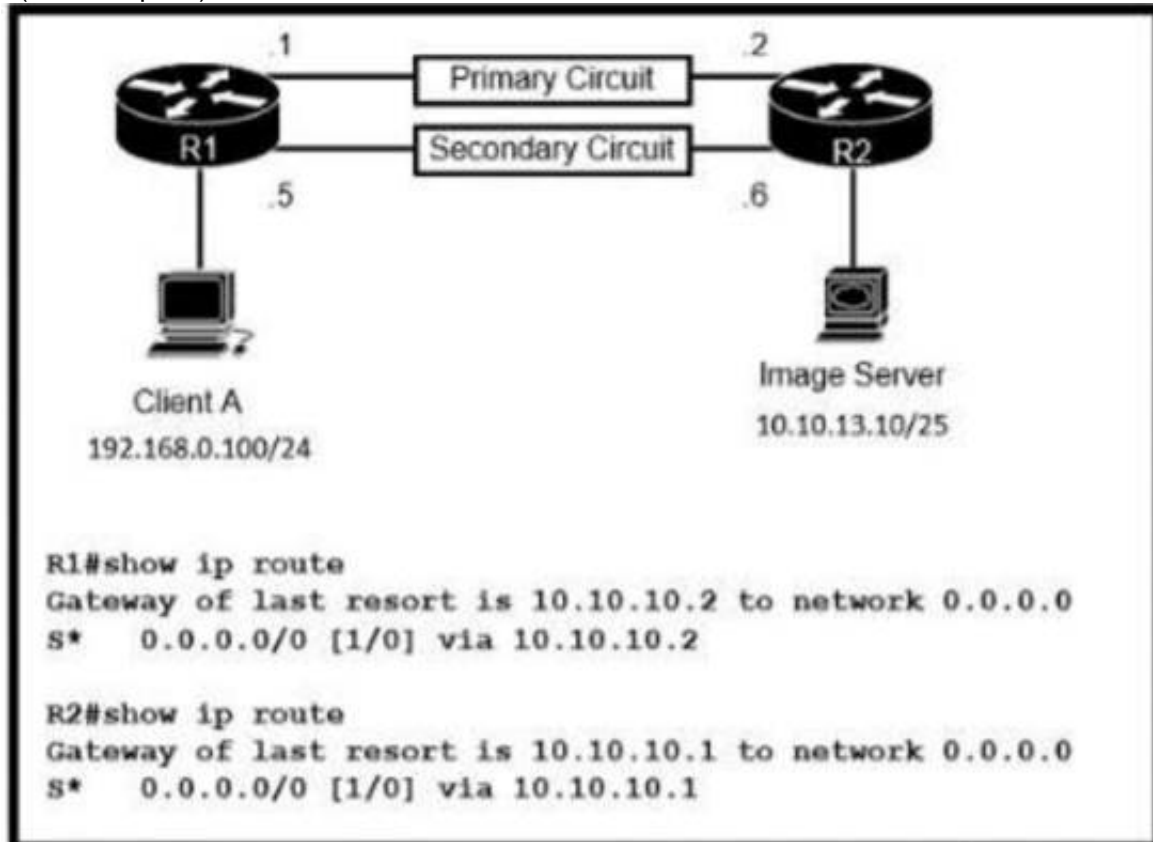 .1
.2
Primary Circuit
R1
Secondary Circuit
R2
.5
.6
Client A
192.168.0.100/24
Image Server
10.10.13.10/25
R1#show ip route
Gateway of last resort is 10.10.10.2 to network 0.0.0.0
S* 0.0.0.0/0 [1/0] via 10.10.10.2
R2#show ip route
Gateway of last resort is 10.10.10.1 to network 0.0.0.0
S* 0.0.0.0/0 [1/0] via 10.10.10.1